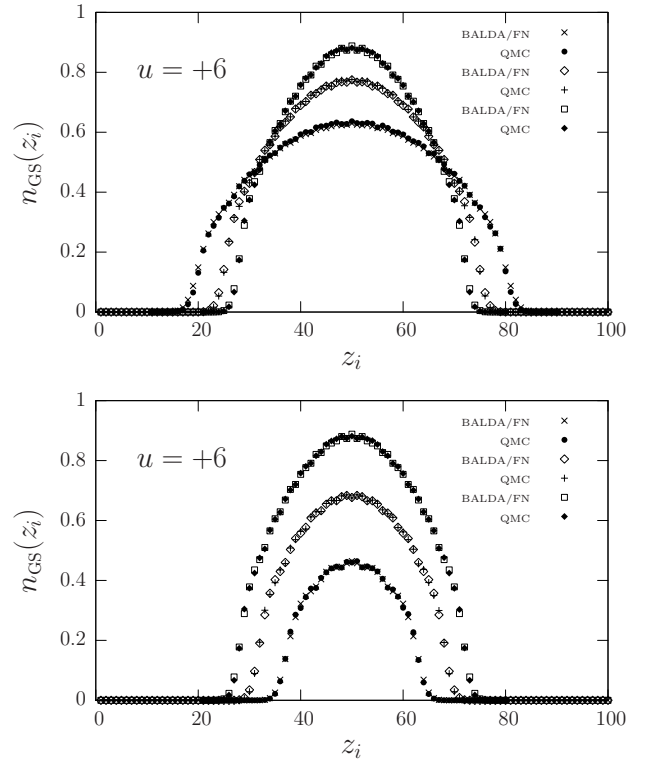 1
0.8
0.6
0.4
0.2
0
0 20 40 60 80 100
n_GS(z_i)
z_i
u = +6
BALDA/FN ×
QMC ●
BALDA/FN ◇
QMC +
BALDA/FN □
QMC ◆
1
0.8
0.6
0.4
0.2
0
0 20 40 60 80 100
n_GS(z_i)
z_i
u = +6
BALDA/FN ×
QMC ●
BALDA/FN ◇
QMC +
BALDA/FN □
QMC ◆